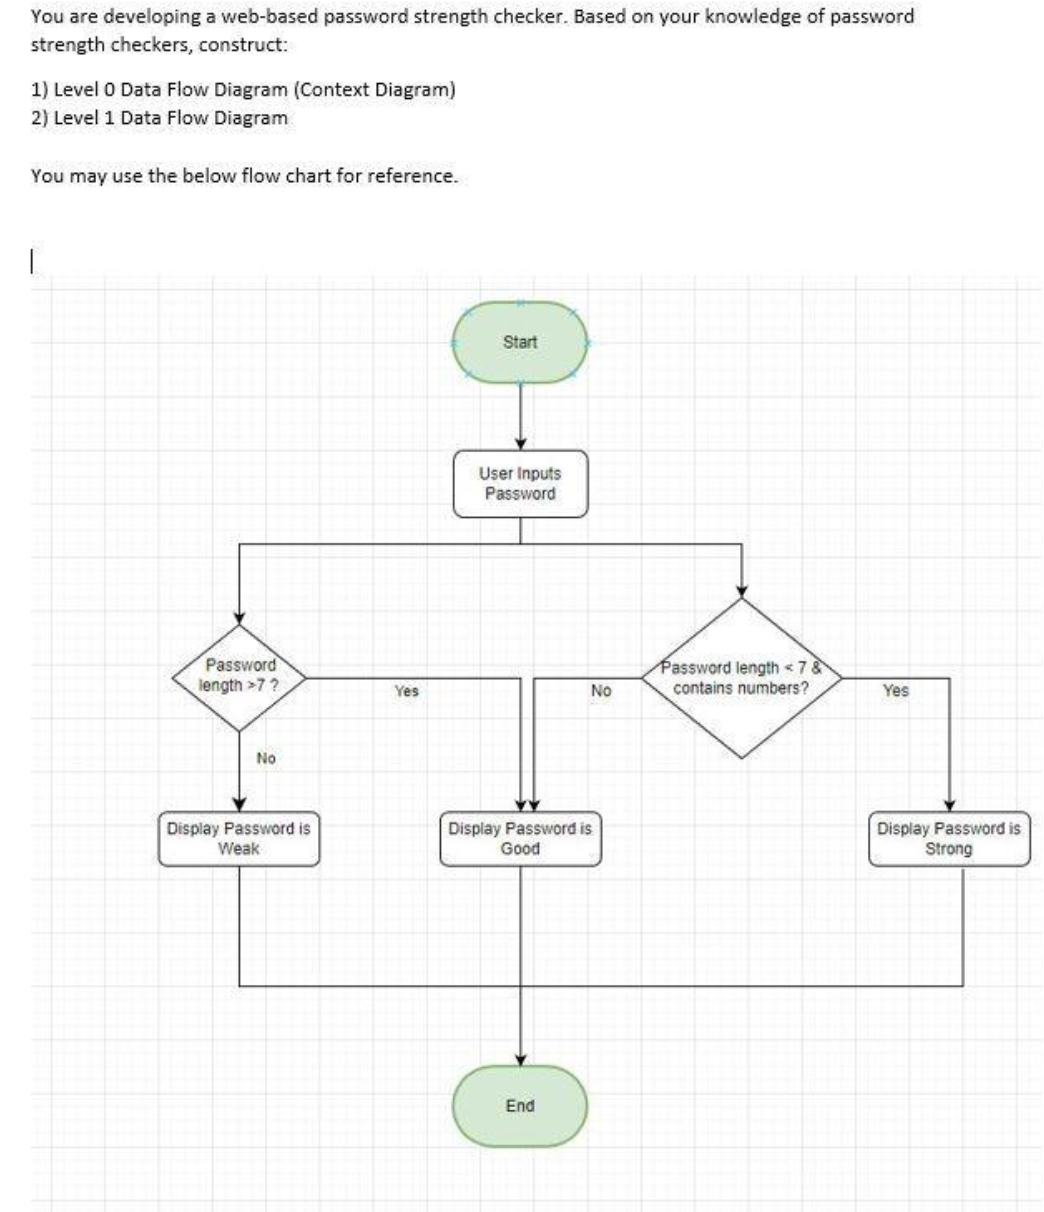 You are developing a web-based password strength checker. Based on your knowledge of password
strength checkers, construct:
1) Level 0 Data Flow Diagram (Context Diagram)
2) Level 1 Data Flow Diagram
You may use the below flow chart for reference.
Start
User Inputs
Password
Password
length >7 ?
Yes
No
Password length < 7 &
contains numbers?
No
Yes
Display Password is
Weak
Display Password is
Good
Display Password is
Strong
End